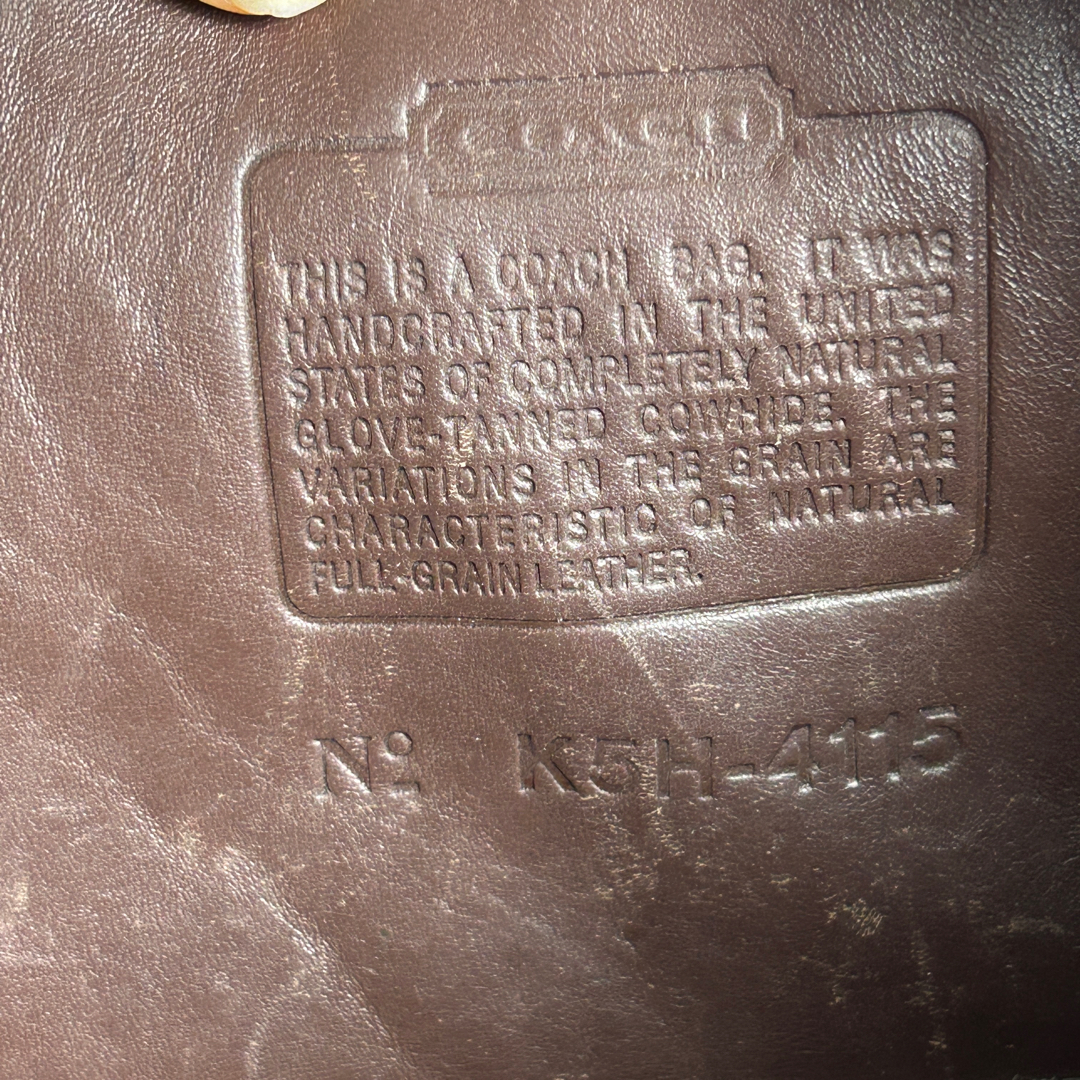 COACH
THIS IS A COACH BAG. IT WAS
HANDCRAFTED IN THE UNITED
STATES OF COMPLETELY NATURAL
GLOVE-TANNED COWHIDE. THE
VARIATIONS IN THE GRAIN ARE
CHARACTERISTIC OF NATURAL
FULL-GRAIN LEATHER.
Nº K5H-4115